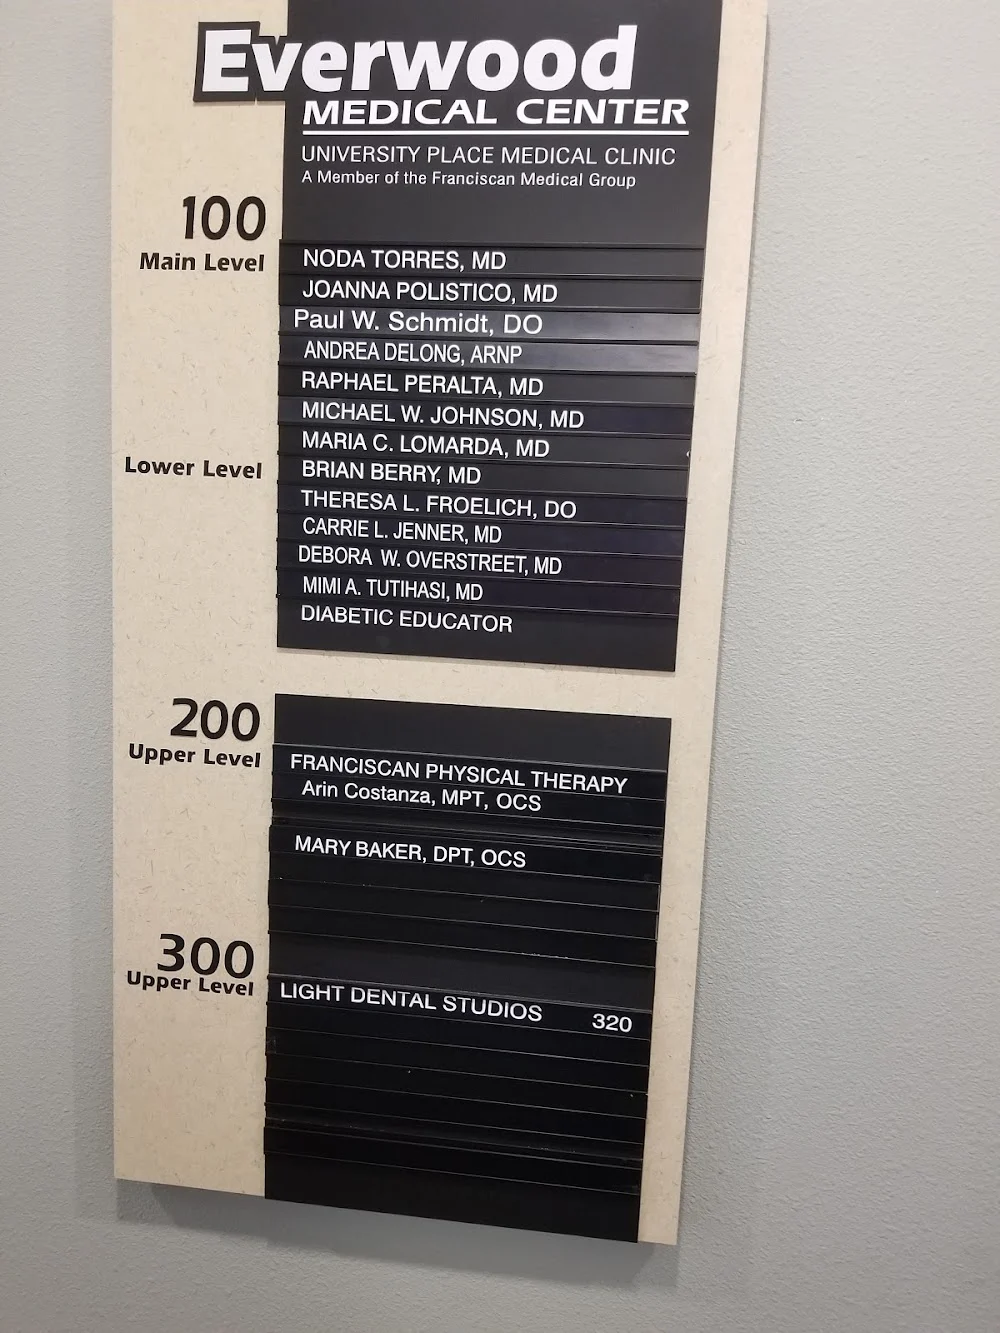 Everwood
MEDICAL CENTER
UNIVERSITY PLACE MEDICAL CLINIC
A Member of the Franciscan Medical Group
100
Main Level
NODA TORRES, MD
JOANNA POLISTICO, MD
Paul W. Schmidt, DO
ANDREA DELONG, ARNP
RAPHAEL PERALTA, MD
MICHAEL W. JOHNSON, MD
MARIA C. LOMARDA, MD
Lower Level
BRIAN BERRY, MD
THERESA L. FROELICH, DO
CARRIE L. JENNER, MD
DEBORA W. OVERSTREET, MD
MIMI A. TUTIHASI, MD
DIABETIC EDUCATOR
200
Upper Level
FRANCISCAN PHYSICAL THERAPY
Arin Costanza, MPT, OCS
MARY BAKER, DPT, OCS
300
Upper Level
LIGHT DENTAL STUDIOS 320